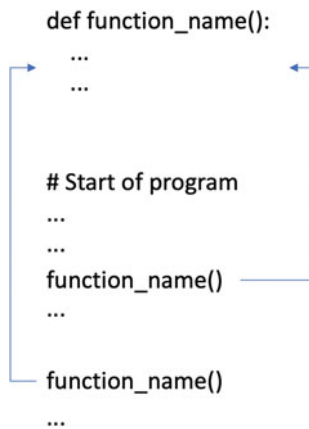 def function_name():
...
...
# Start of program
...
...
function_name()
...
function_name()
...